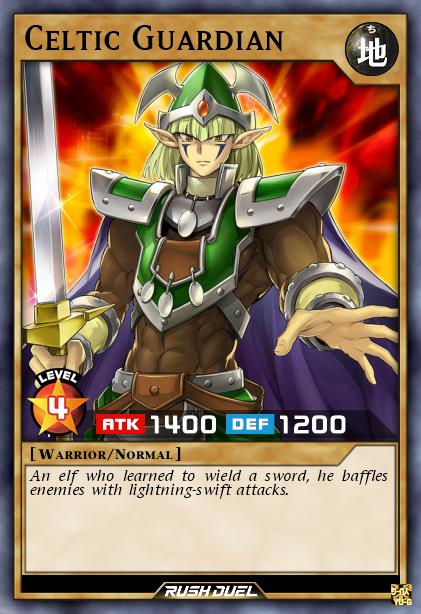 Celtic Guardian
ち
地
LEVEL
4
ATK 1400 DEF 1200
[Warrior/Normal]
An elf who learned to wield a sword, he baffles
enemies with lightning-swift attacks.
RUSH DUEL